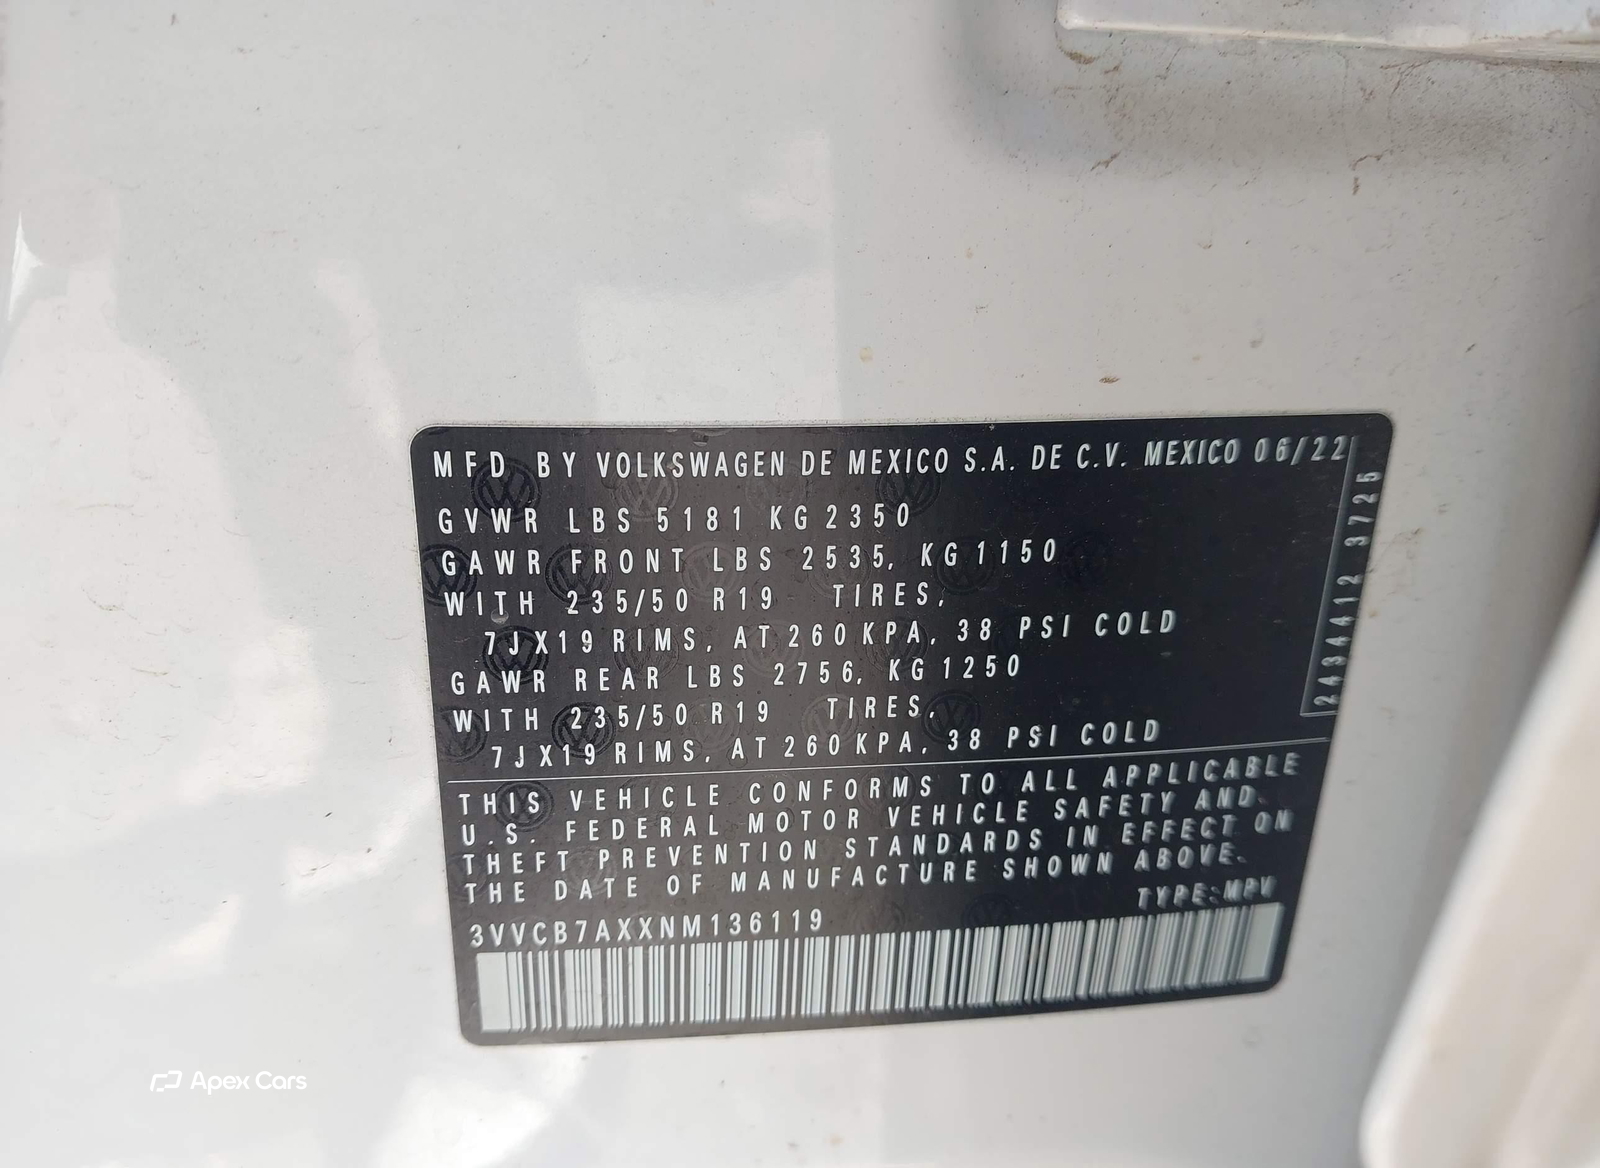 MFD BY VOLKSWAGEN DE MEXICO S.A. DE C.V. MEXICO 06/22
GVWR LBS 5181 KG 2350
GAWR FRONT LBS 2535, KG 1150
WITH 235/50 R19 TIRES,
7JX19 RIMS, AT 260 KPA, 38 PSI COLD
GAWR REAR LBS 2756, KG 1250
WITH 235/50 R19 TIRES,
7JX19 RIMS, AT 260 KPA, 38 PSI COLD
2434412 3725
THIS VEHICLE CONFORMS TO ALL APPLICABLE
U.S. FEDERAL MOTOR VEHICLE SAFETY AND
THEFT PREVENTION STANDARDS IN EFFECT ON
THE DATE OF MANUFACTURE SHOWN ABOVE.
TYPE:MPV
3VVCB7AXXNM136119
Apex Cars